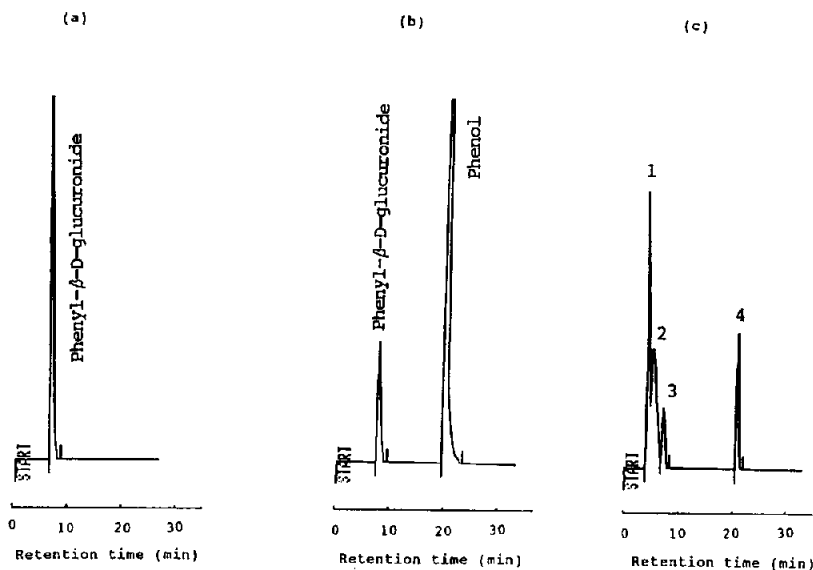 (a)
(b)
(c)
Phenyl-β-D-glucuronide
START
0 10 20 30
Retention time (min)
Phenyl-β-D-glucuronide
Phenol
START
0 10 20 30
Retention time (min)
1
2
3
4
START
0 10 20 30
Retention time (min)